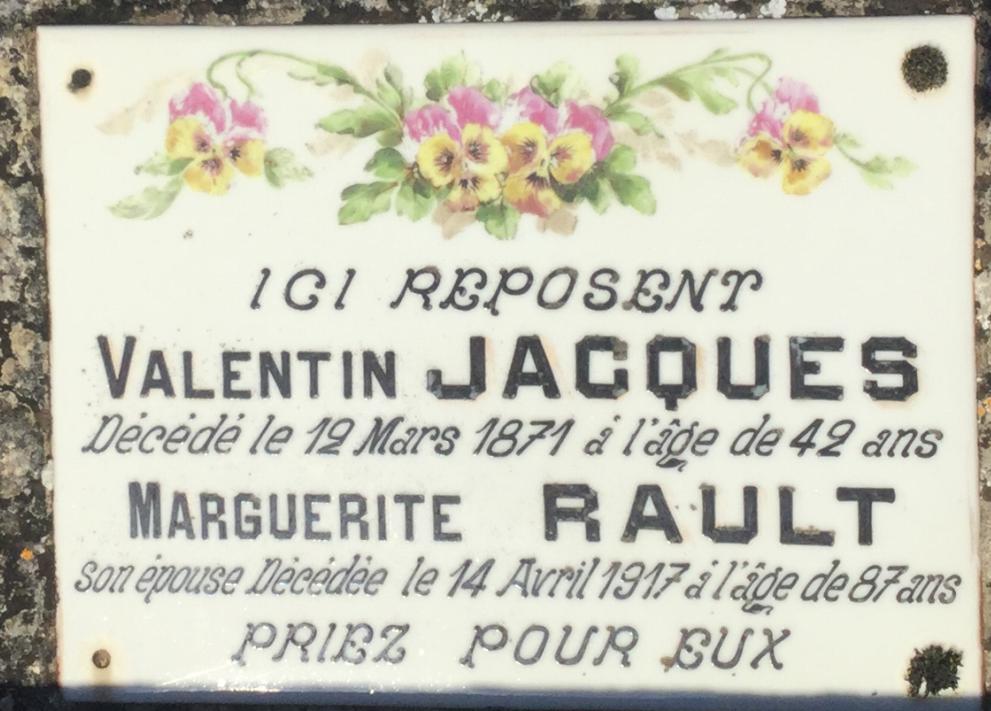 ICI REPOSENT
VALENTIN JACQUES
Décédé le 12 Mars 1871 á l'âge de 42 ans
MARGUERITE RAULT
son épouse Décédée le 14 Avril 1917 á l'âge de 87 ans
PRIEZ POUR EUX